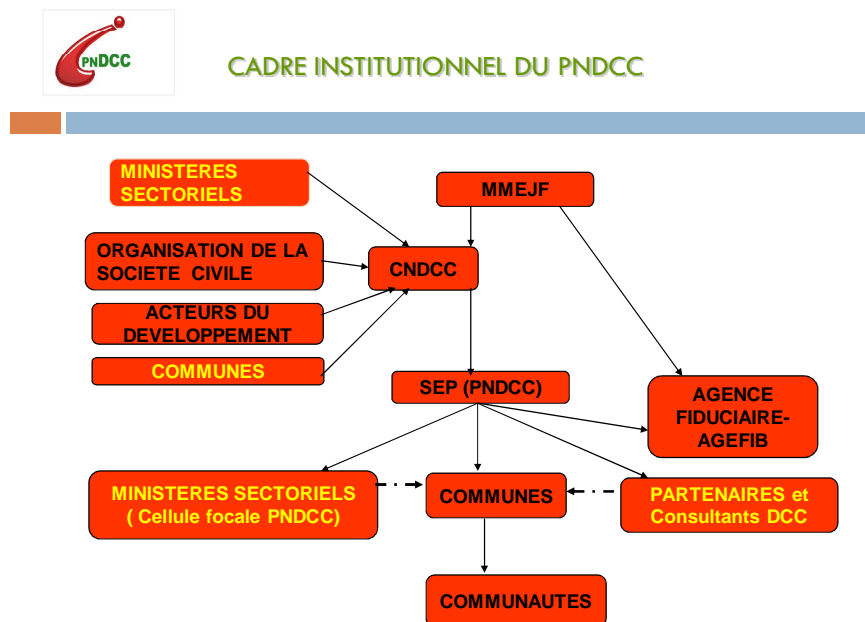 PNDCC
CADRE INSTITUTIONNEL DU PNDCC
MINISTERES
SECTORIELS
MMEJF
ORGANISATION DE LA
SOCIETE CIVILE
CNDCC
ACTEURS DU
DEVELOPPEMENT
COMMUNES
SEP (PNDCC)
AGENCE
FIDUCIAIRE-
AGEFIB
MINISTERES SECTORIELS
( Cellule focale PNDCC)
COMMUNES
PARTENAIRES et
Consultants DCC
COMMUNAUTES